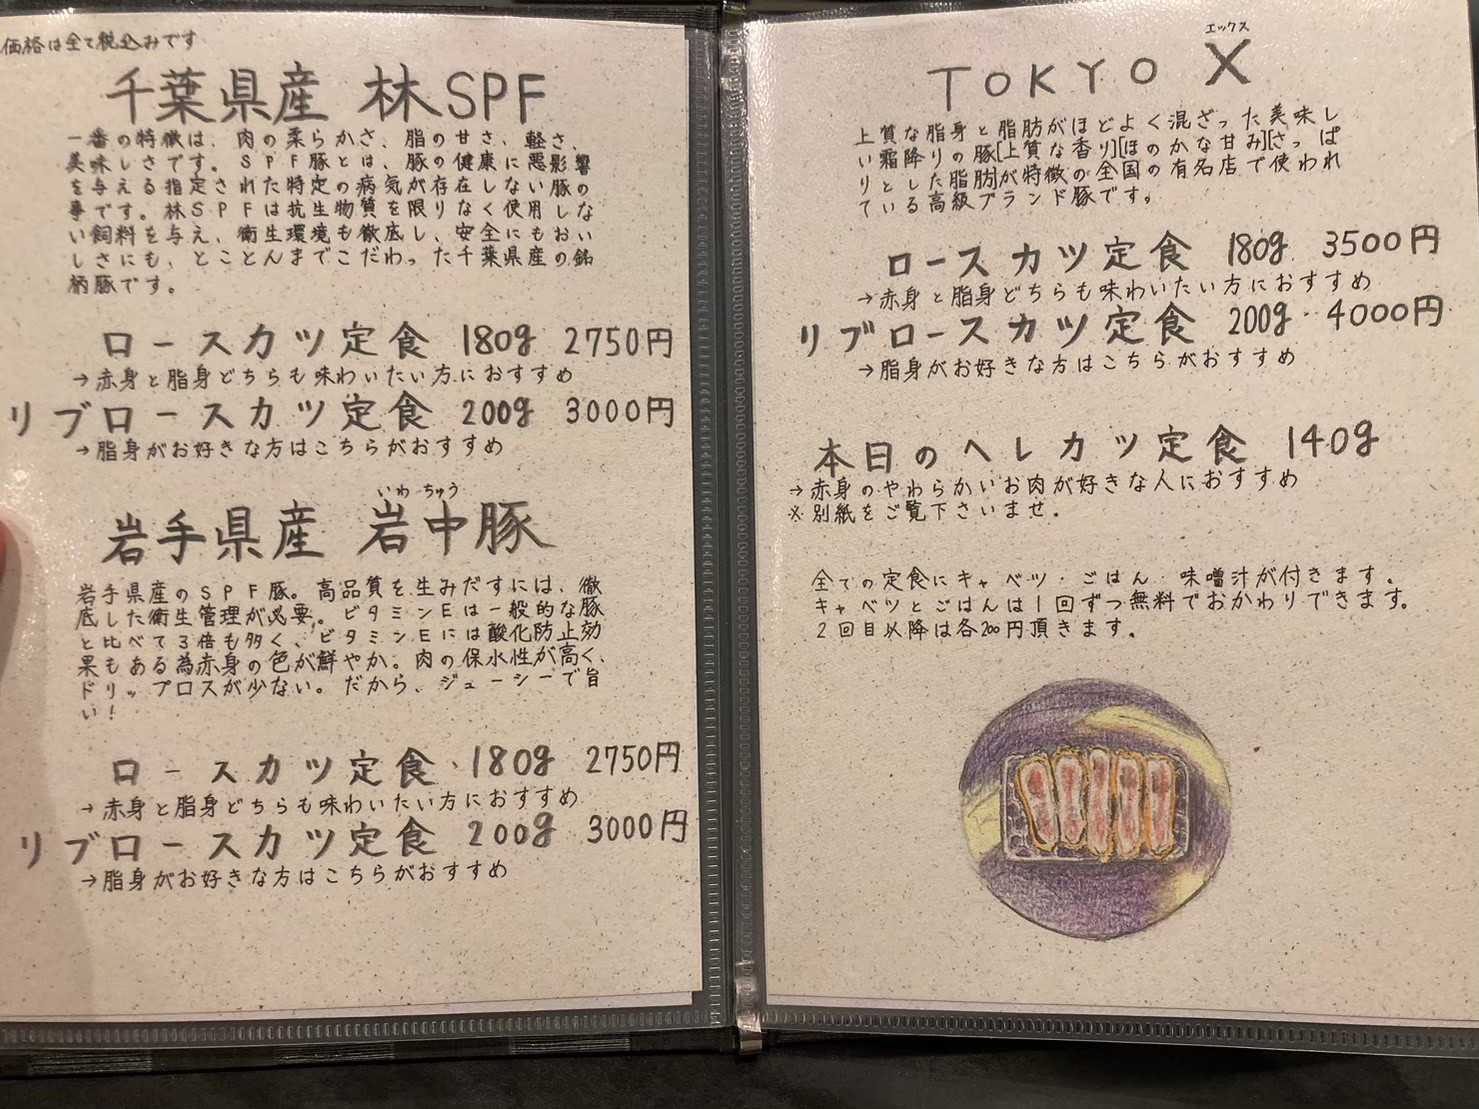 価格は全て税込みです
千葉県産 林SPF
一番の特徴は、肉の柔らかさ、脂の甘さ、軽さ、
美味しさです。SPF豚とは、豚の健康に悪影響
を与える指定された特定の病気が存在しない豚の
事です。林SPFは抗生物質を限りなく使用しな
い飼料を与え、衛生環境も徹底し、安全にもおい
しさにも、とことんまでこだわった千葉県産の銘
柄豚です。
ロースカツ定食 180g 2750円
→赤身と脂身どちらも味わいたい方におすすめ
リブロースカツ定食 200g 3000円
→脂身がお好きな方はこちらがおすすめ
いわちゅう
岩手県産 岩中豚
岩手県産のSPF豚。高品質を生みだすには、徹
底した衛生管理が必要。ビタミンEは一般的な豚
と比べて3倍も多く、ビタミンEには酸化防止効
果もある為赤身の色が鮮やか。肉の保水性が高く、
ドリップロスが少ない。だから、ジューシーで旨
い!
ロースカツ定食 180g 2750円
→赤身と脂身どちらも味わいたい方におすすめ
リブロースカツ定食 200g 3000円
→脂身がお好きな方はこちらがおすすめ
エックス
TOKYO X
上質な脂身と脂肪がほどよく混ざった美味し
い霜降りの豚[上質な香り][ほのかな甘み][さっぱ
りとした脂肪]が特徴の全国の有名店で使われ
ている高級ブランド豚です。
ロースカツ定食 180g 3500円
→赤身と脂身どちらも味わいたい方におすすめ
リブロースカツ定食 200g 4000円
→脂身がお好きな方はこちらがおすすめ
本日のヘレカツ定食 140g
→赤身のやわらかいお肉が好きな人におすすめ
※別紙をご覧下さいませ。
全ての定食にキャベツ・ごはん・味噌汁が付きます。
キャベツとごはんは1回ずつ無料でおかわりできます。
2回目以降は各200円頂きます。